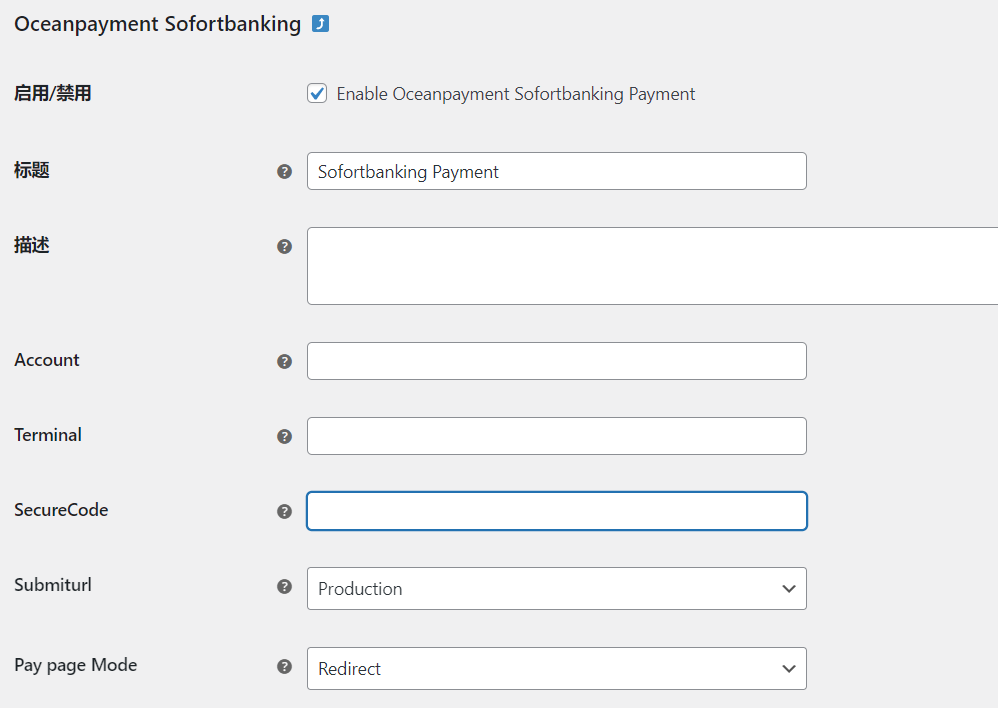 Oceanpayment Sofortbanking ⤴
启用/禁用
Enable Oceanpayment Sofortbanking Payment
标题
Sofortbanking Payment
描述
Account
Terminal
SecureCode
Submiturl
Production
Pay page Mode
Redirect